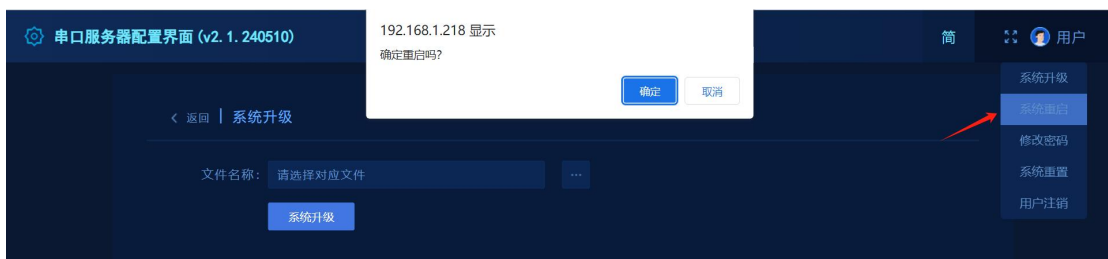 串口服务器配置界面 (v2.1.240510)
192.168.1.218 显示
确定重启吗?
确定
取消
简
用户
系统升级
系统重启
修改密码
系统重置
用户注销
返回
系统升级
文件名称:
请选择对应文件
...
系统升级